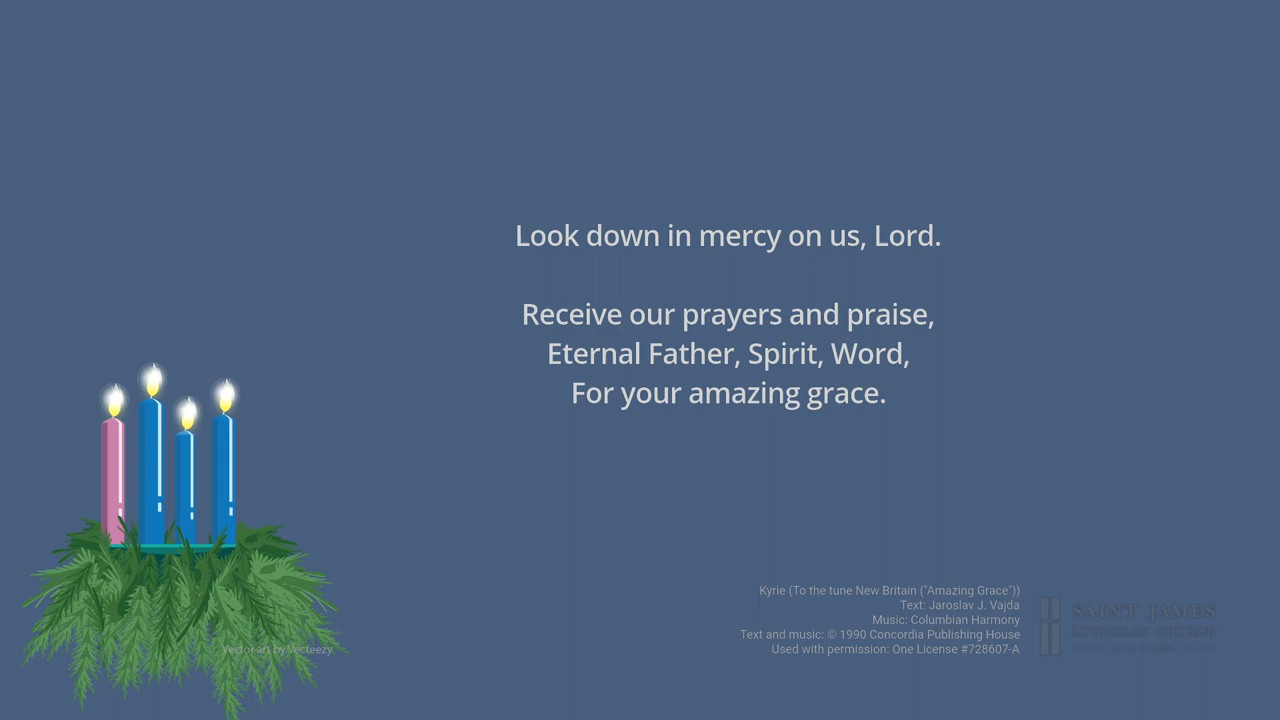 Look down in mercy on us, Lord.
Receive our prayers and praise,
Eternal Father, Spirit, Word,
For your amazing grace.
Kyrie (To the tune New Britain ("Amazing Grace"))
Text: Jaroslav J. Vajda
Music: Columbian Harmony
Text and music: © 1990 Concordia Publishing House
Used with permission: One License #728607-A
SAINT JAMES
LUTHERAN CHURCH
Vector art by Vecteezy